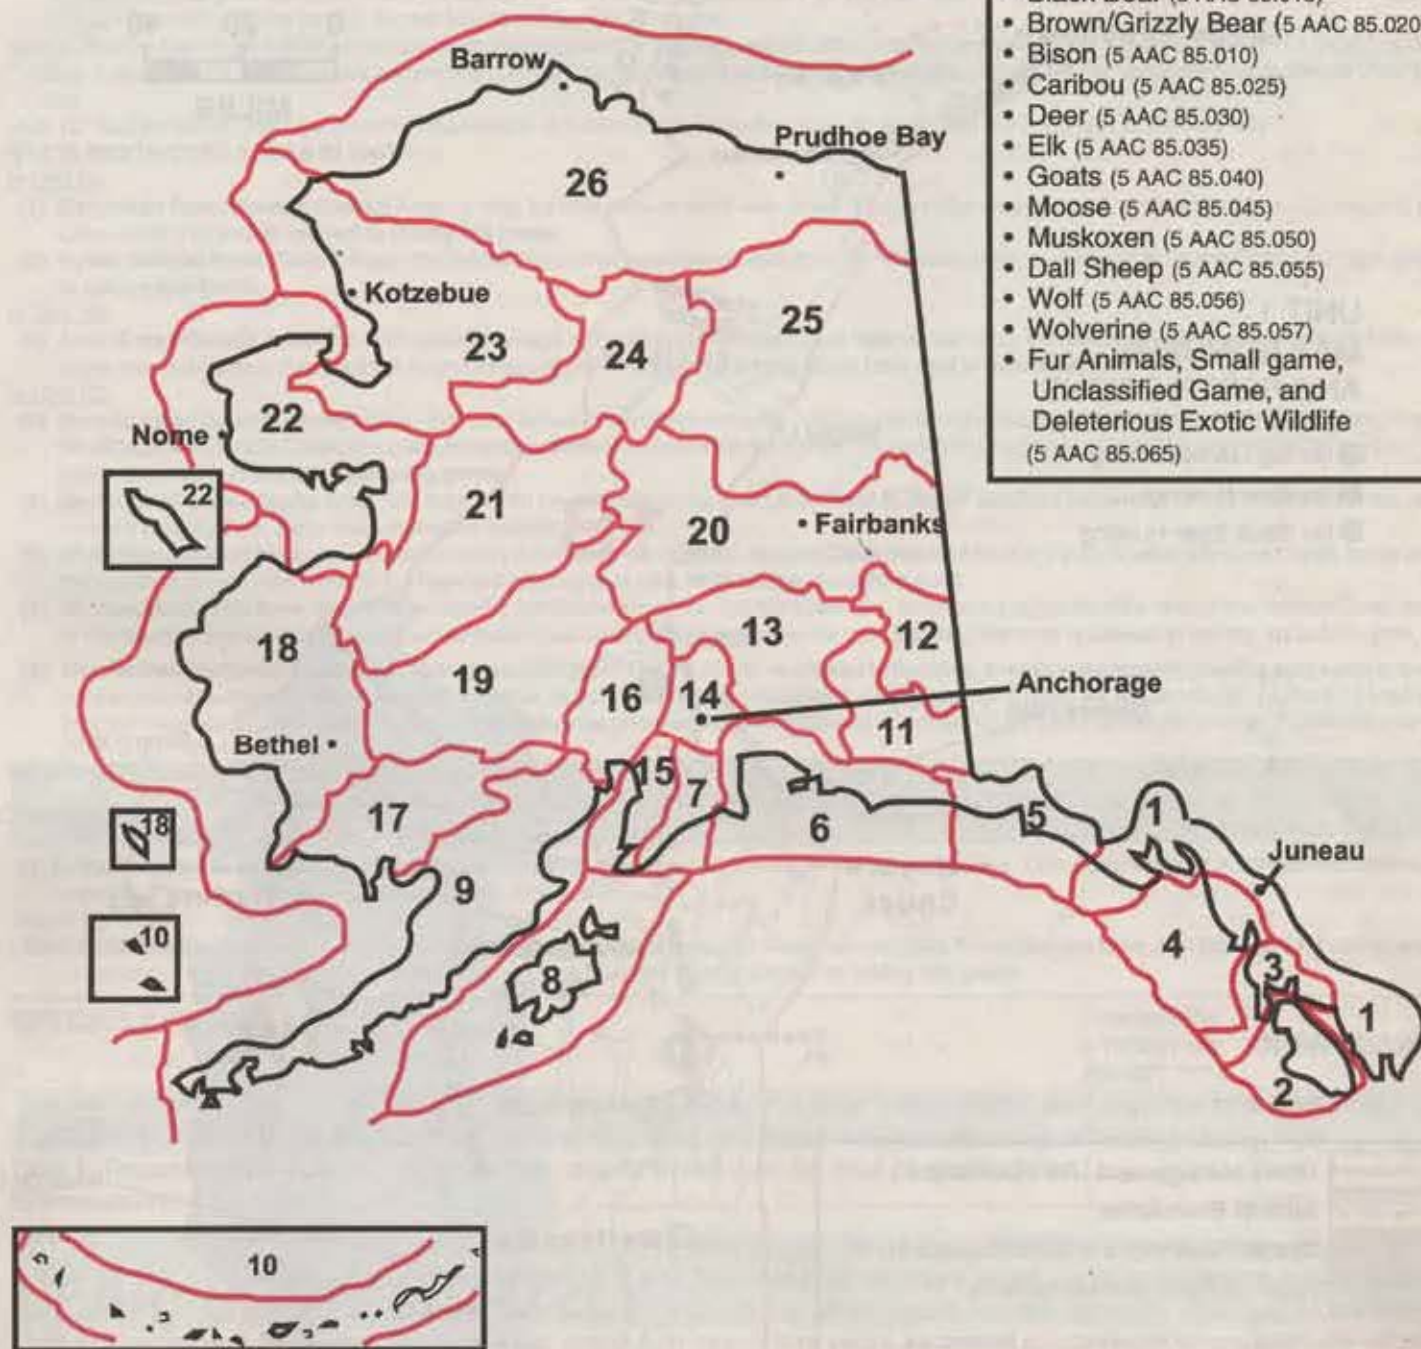 • Brown/Grizzly Bear (5 AAC 85.020
• Bison (5 AAC 85.010)
• Caribou (5 AAC 85.025)
• Deer (5 AAC 85.030)
• Elk (5 AAC 85.035)
• Goats (5 AAC 85.040)
• Moose (5 AAC 85.045)
• Muskoxen (5 AAC 85.050)
• Dall Sheep (5 AAC 85.055)
• Wolf (5 AAC 85.056)
• Wolverine (5 AAC 85.057)
• Fur Animals, Small game,
Unclassified Game, and
Deleterious Exotic Wildlife
(5 AAC 85.065)
Barrow
Prudhoe Bay
26
Kotzebue
23
24
25
22
Nome
22
21
20
Fairbanks
18
19
16
14
13
12
Anchorage
11
Bethel
17
15
7
6
5
1
Juneau
18
9
10
8
4
3
1
2
10